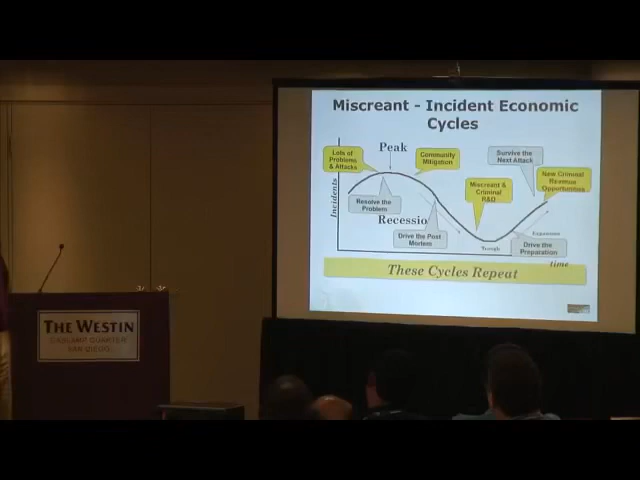 Miscreant - Incident Economic
Cycles
Lots of
Problems
& Attacks
Peak
Community
Mitigation
Survive the
Next Attack
New Criminal
Revenue
Opportunities
Miscreant &
Criminal
R&D
Incidents
Resolve the
Problem
Recessio
Drive the Post
Mortem
Expansion
Trough
Drive the
Preparation
time
These Cycles Repeat
THE WESTIN
GASLAMP QUARTER
SAN DIEGO